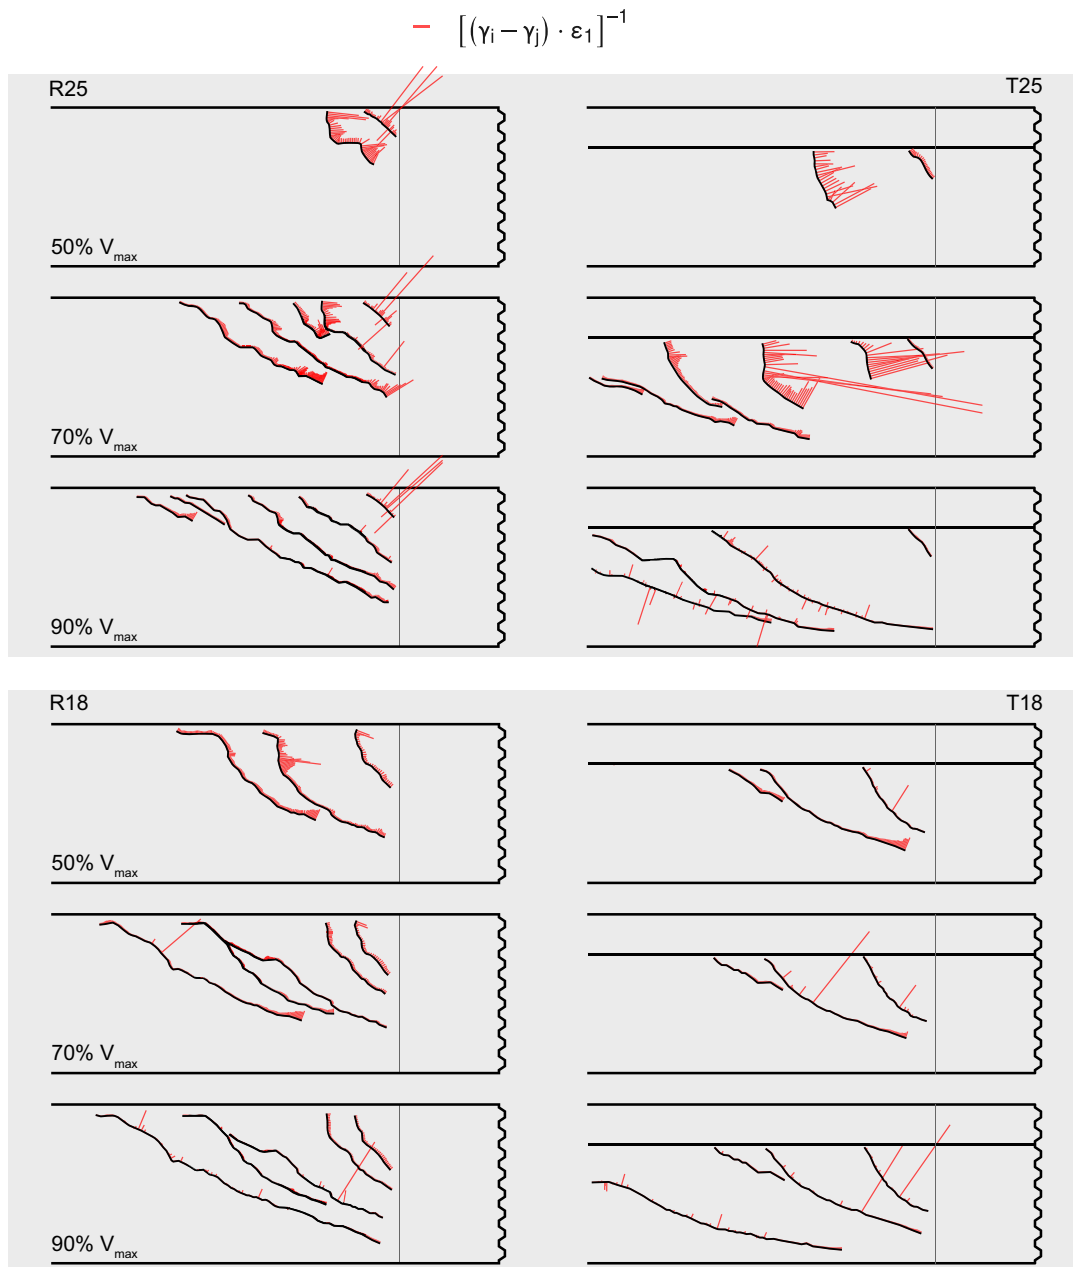 [(γi − γj) · ε1]−1
R25 T25
50% Vmax
70% Vmax
90% Vmax
R18 T18
50% Vmax
70% Vmax
90% Vmax